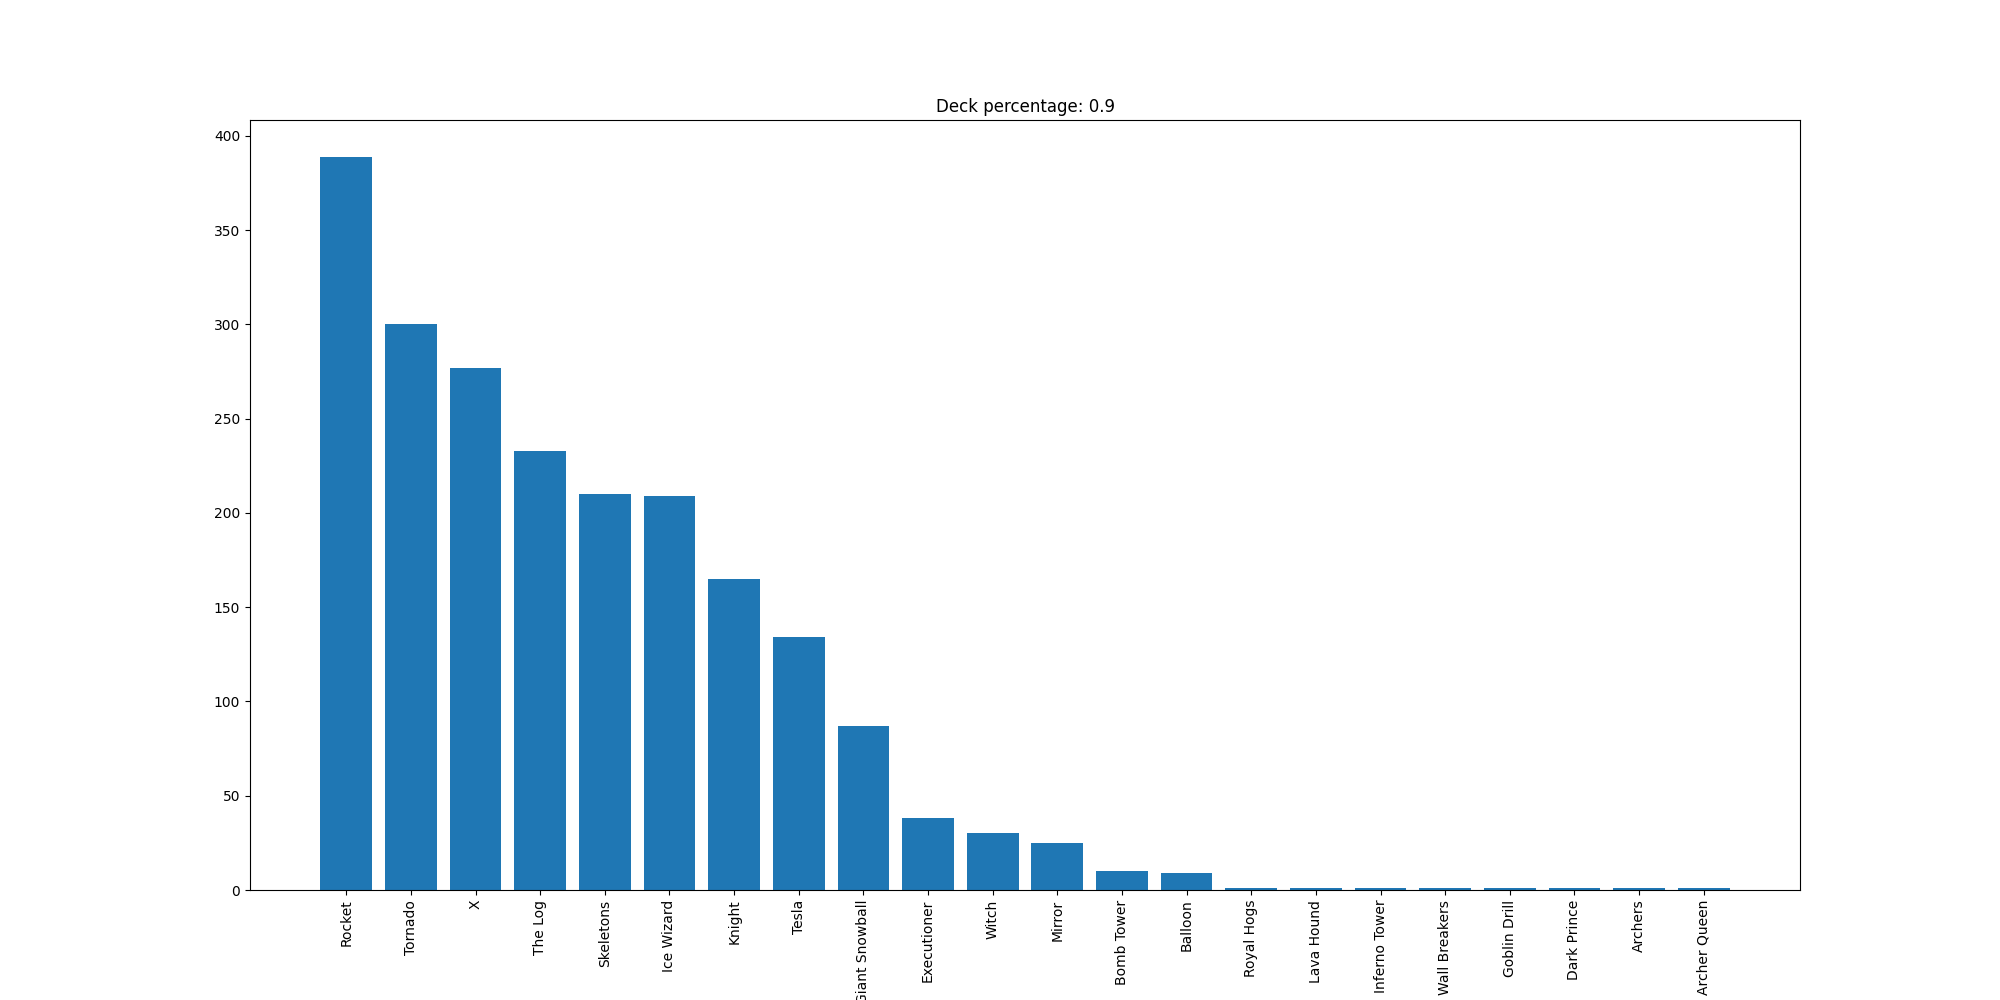 Deck percentage: 0.9
400
350
300
250
200
150
100
50
0
Rocket
Tornado
X
The Log
Skeletons
Ice Wizard
Knight
Tesla
Giant Snowball
Executioner
Witch
Mirror
Bomb Tower
Balloon
Royal Hogs
Lava Hound
Inferno Tower
Wall Breakers
Goblin Drill
Dark Prince
Archers
Archer Queen